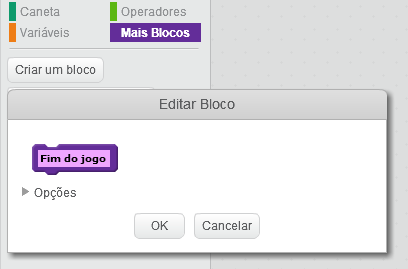 Caneta
Operadores
Variáveis
Mais Blocos
Criar um bloco
Editar Bloco
Fim do jogo
Opções
OK
Cancelar